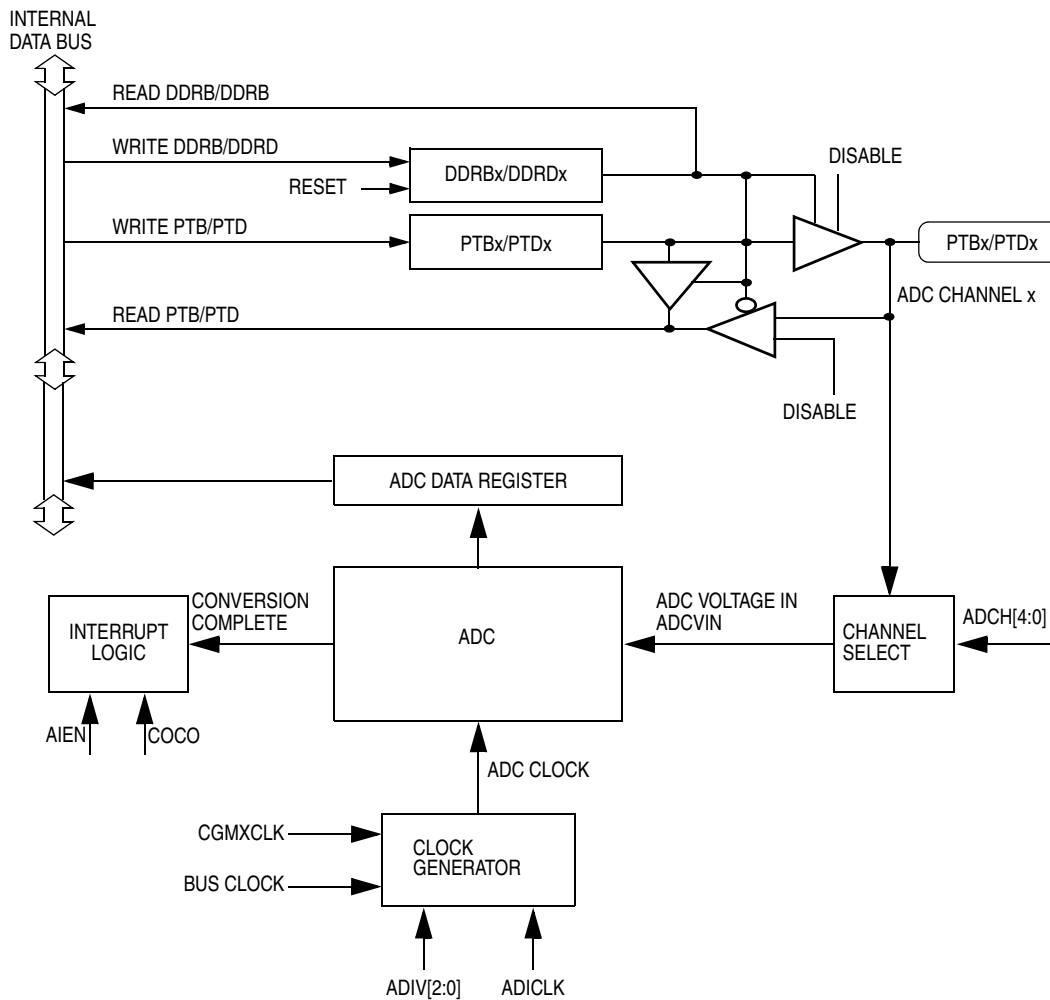 INTERNAL
DATA BUS
READ DDRB/DDRB
WRITE DDRB/DDRD
DISABLE
RESET
DDRBx/DDRDx
WRITE PTB/PTD
PTBx/PTDx
PTBx/PTDx
ADC CHANNEL x
READ PTB/PTD
DISABLE
ADC DATA REGISTER
INTERRUPT
LOGIC
CONVERSION
COMPLETE
ADC
ADC VOLTAGE IN
ADCVIN
CHANNEL
SELECT
ADCH[4:0]
AIEN
COCO
ADC CLOCK
CGMXCLK
BUS CLOCK
CLOCK
GENERATOR
ADIV[2:0]
ADICLK